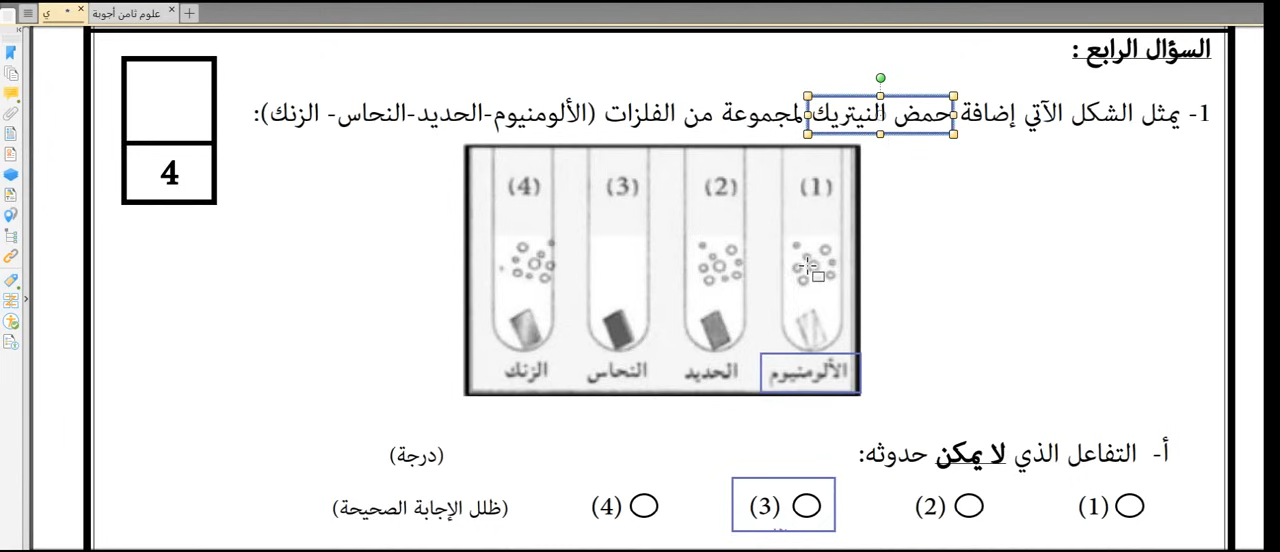 علوم ثامن أجوبة
السؤال الرابع :
1- يمثل الشكل الآتي إضافة حمض النيتريك لمجموعة من الفلزات (الألومنيوم-الحديد-النحاس- الزنك):
4
(1) (2) (3) (4)
الألرمنيوم الحديد النحاس الزنك
أ- التفاعل الذي لا يمكن حدوثه: (درجة)
(1) (2) (3) (4) (ظلل الإجابة الصحيحة)